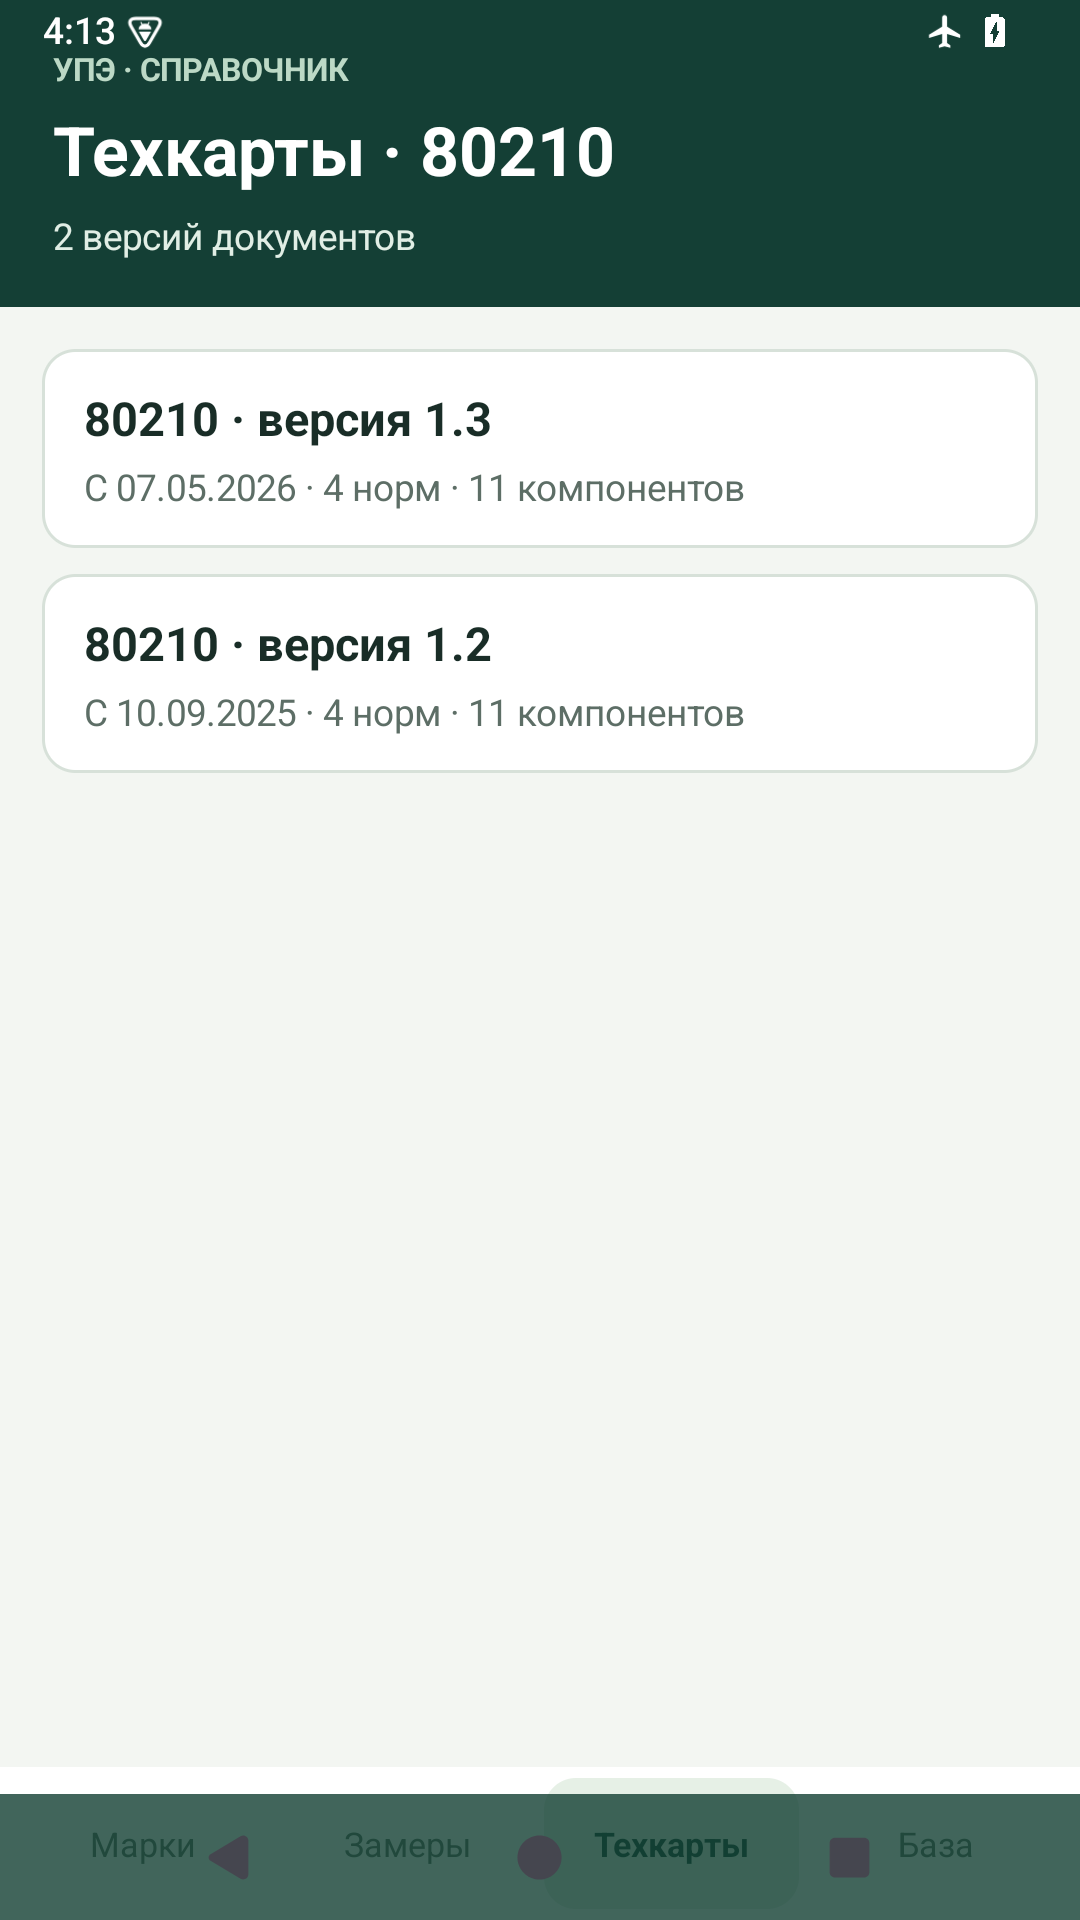 4:13
УПЭ · СПРАВОЧНИК
Техкарты · 80210
2 версий документов
80210 · версия 1.3
С 07.05.2026 · 4 норм · 11 компонентов
80210 · версия 1.2
С 10.09.2025 · 4 норм · 11 компонентов
Марки Замеры Техкарты База